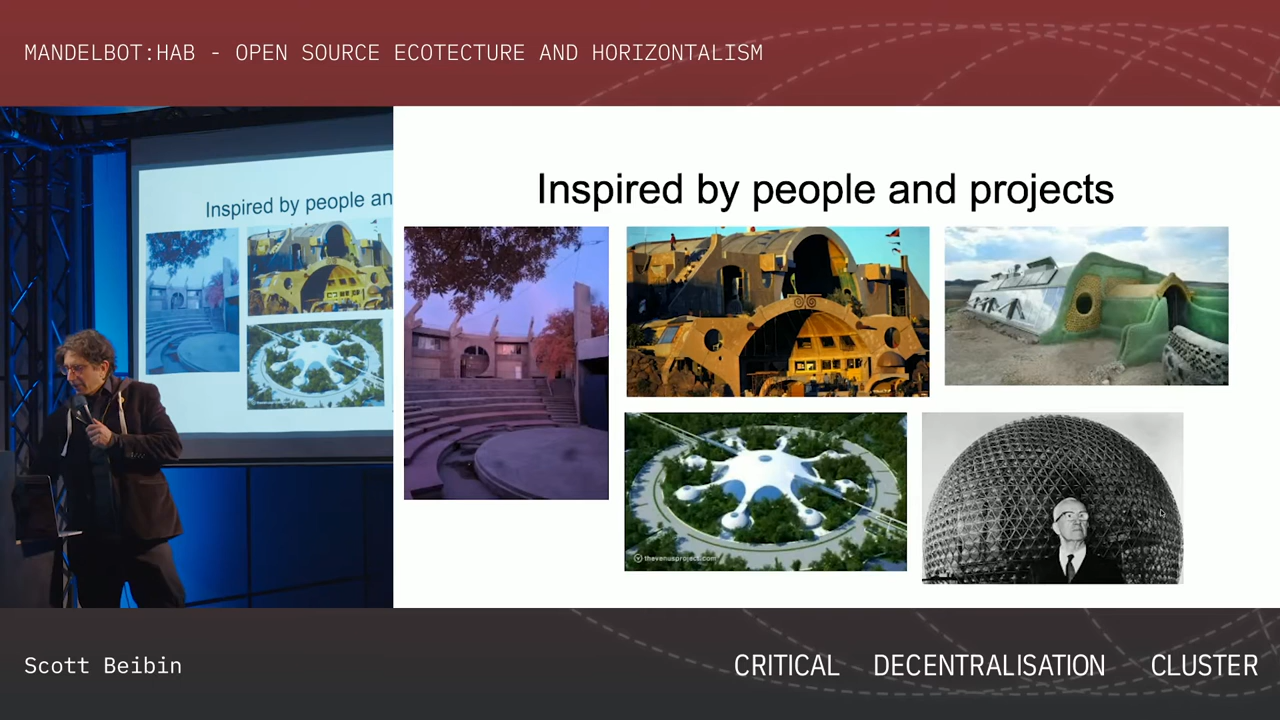 MANDELBOT:HAB - OPEN SOURCE ECOTECTURE AND HORIZONTALISM
Inspired by people an
Inspired by people and projects
thevenusproject.com
Scott Beibin
CRITICAL DECENTRALISATION CLUSTER